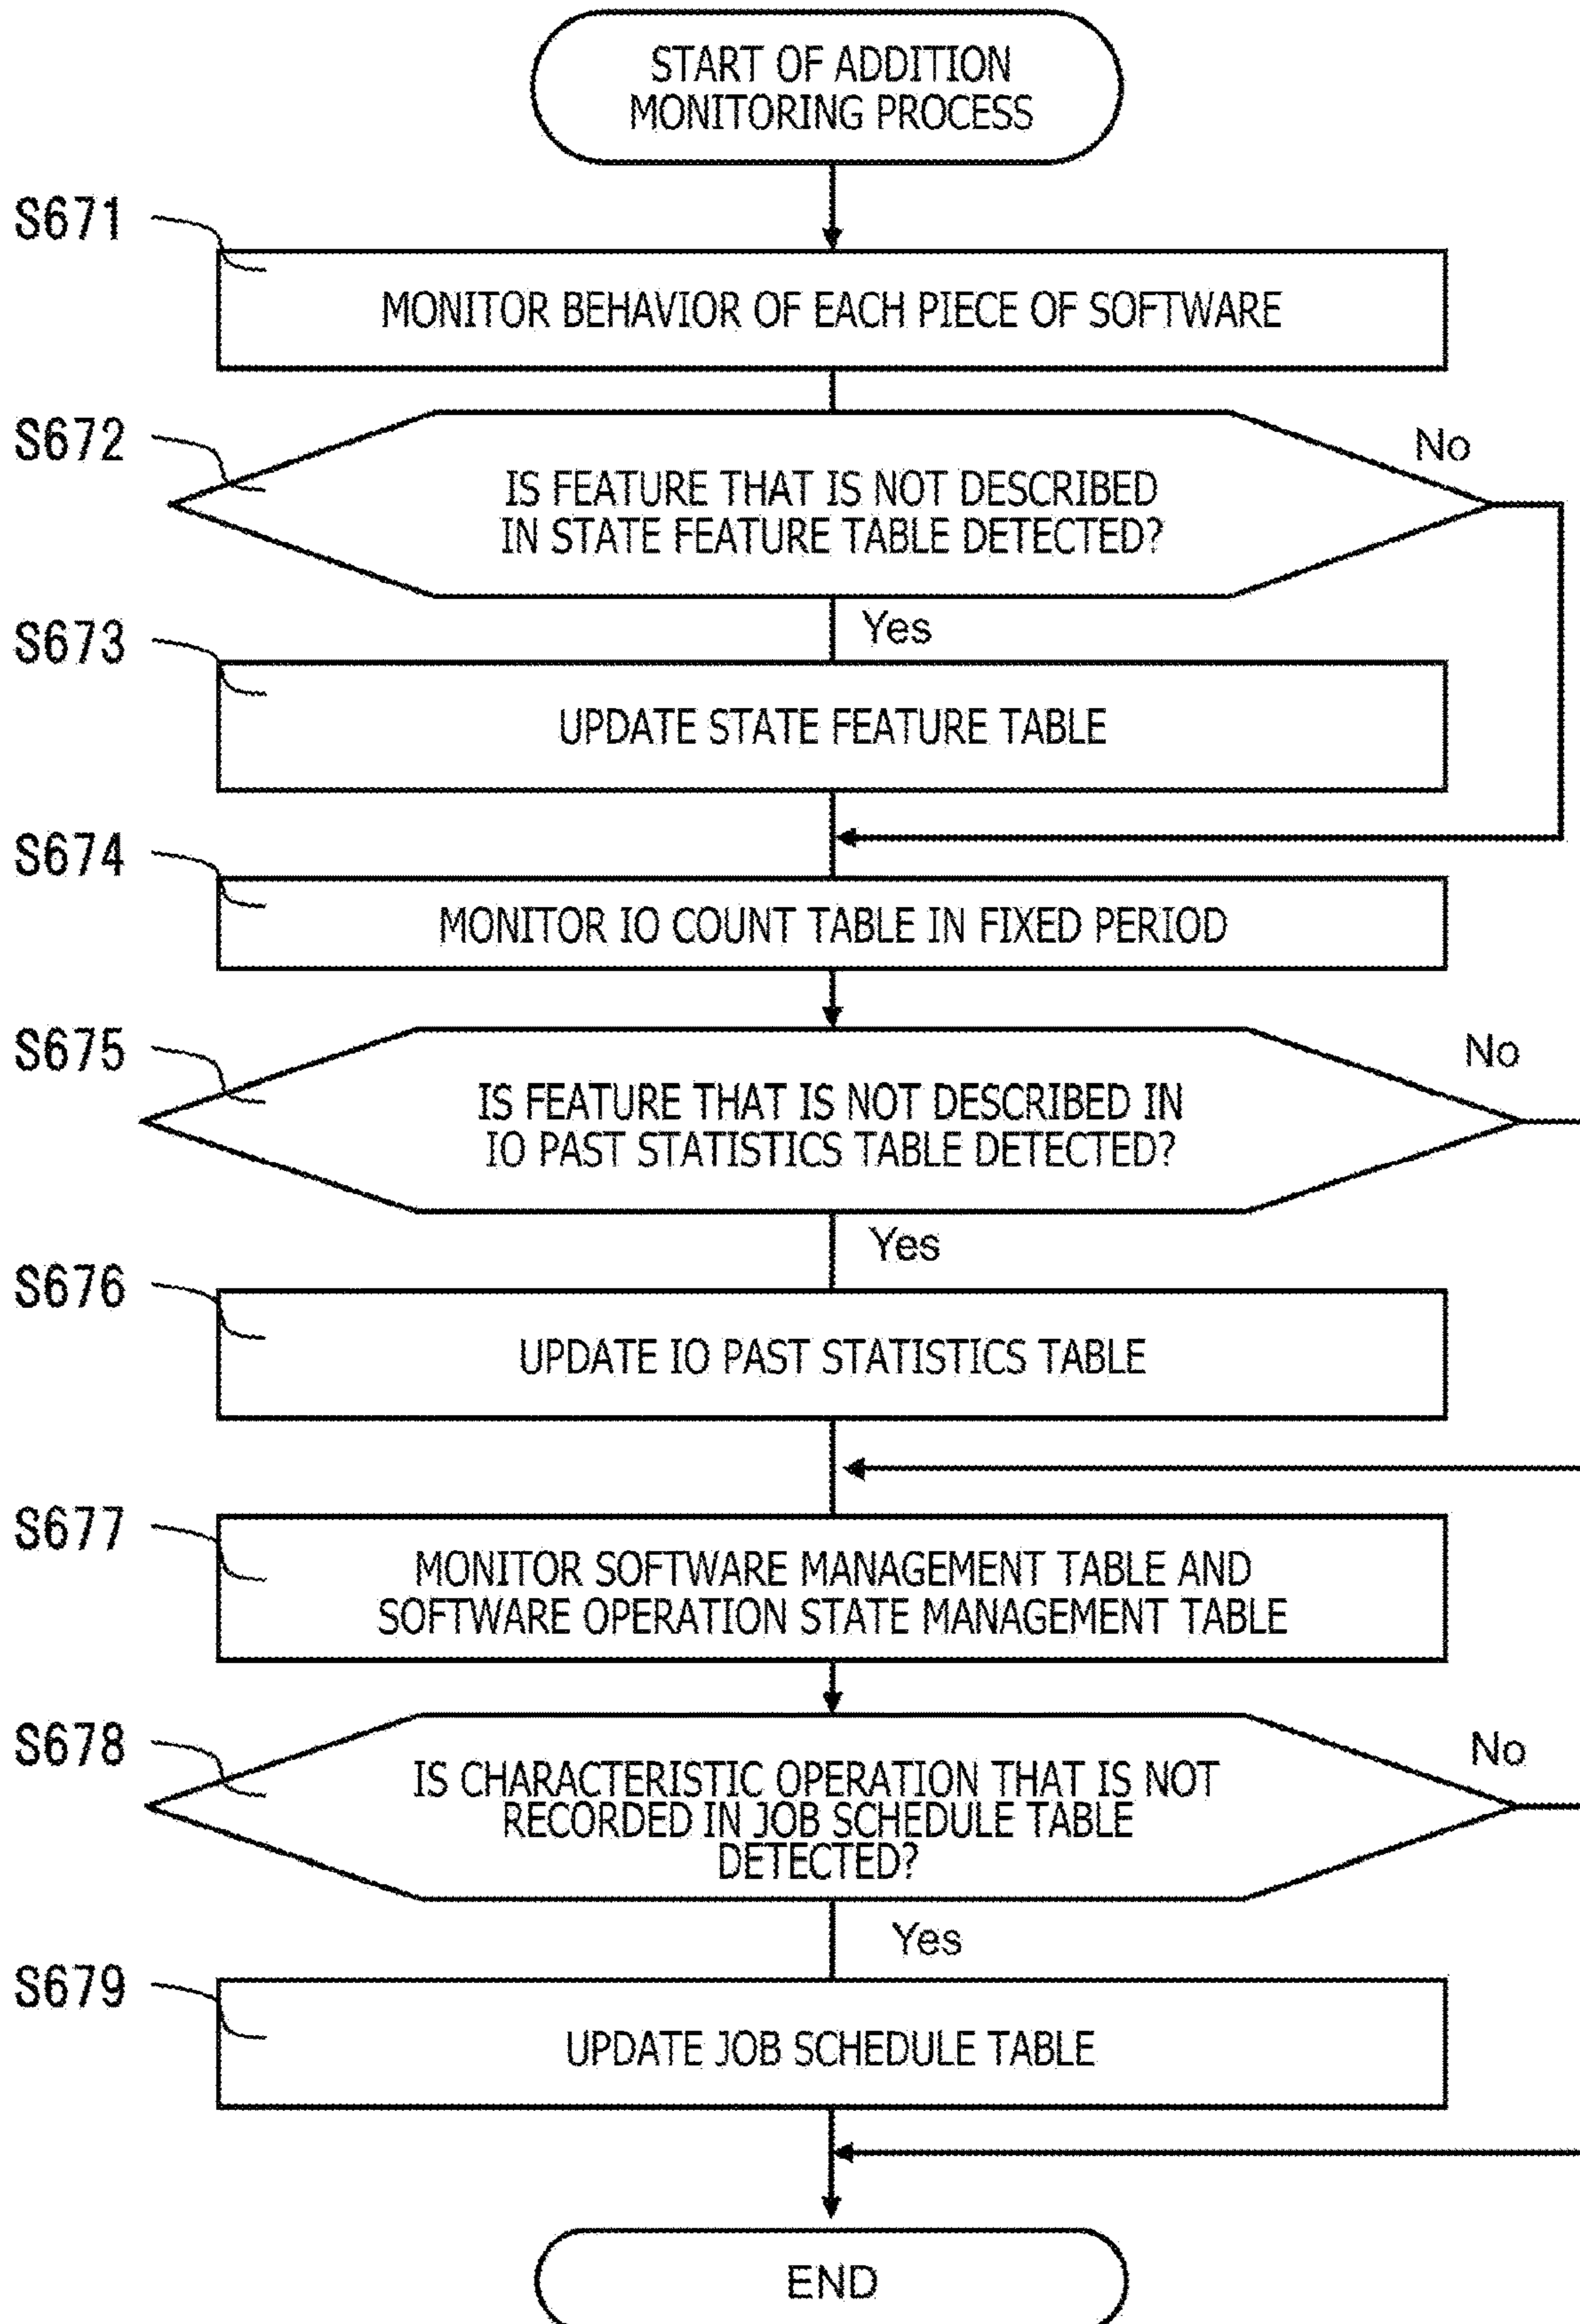 START OF ADDITION
MONITORING PROCESS
S671
MONITOR BEHAVIOR OF EACH PIECE OF SOFTWARE
S672
No
IS FEATURE THAT IS NOT DESCRIBED
IN STATE FEATURE TABLE DETECTED?
Yes
S673
UPDATE STATE FEATURE TABLE
S674
MONITOR IO COUNT TABLE IN FIXED PERIOD
S675
No
IS FEATURE THAT IS NOT DESCRIBED IN
IO PAST STATISTICS TABLE DETECTED?
Yes
S676
UPDATE IO PAST STATISTICS TABLE
S677
MONITOR SOFTWARE MANAGEMENT TABLE AND
SOFTWARE OPERATION STATE MANAGEMENT TABLE
S678
No
IS CHARACTERISTIC OPERATION THAT IS NOT
RECORDED IN JOB SCHEDULE TABLE
DETECTED?
Yes
S679
UPDATE JOB SCHEDULE TABLE
END